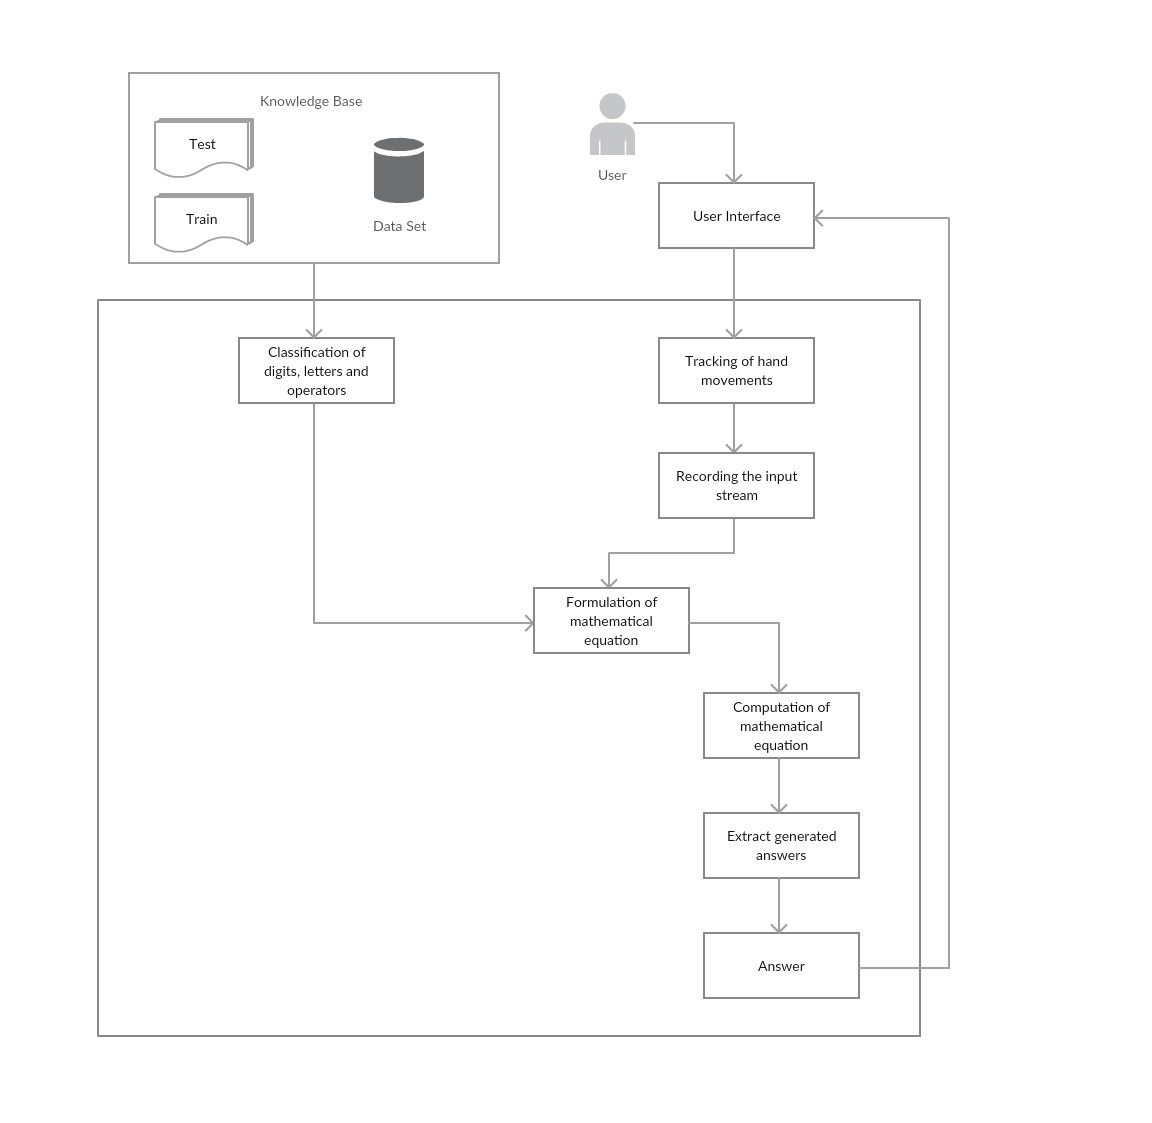 Knowledge Base
Test
Train
Data Set
User
User Interface
Classification of
digits, letters and
operators
Tracking of hand
movements
Recording the input
stream
Formulation of
mathematical
equation
Computation of
mathematical
equation
Extract generated
answers
Answer